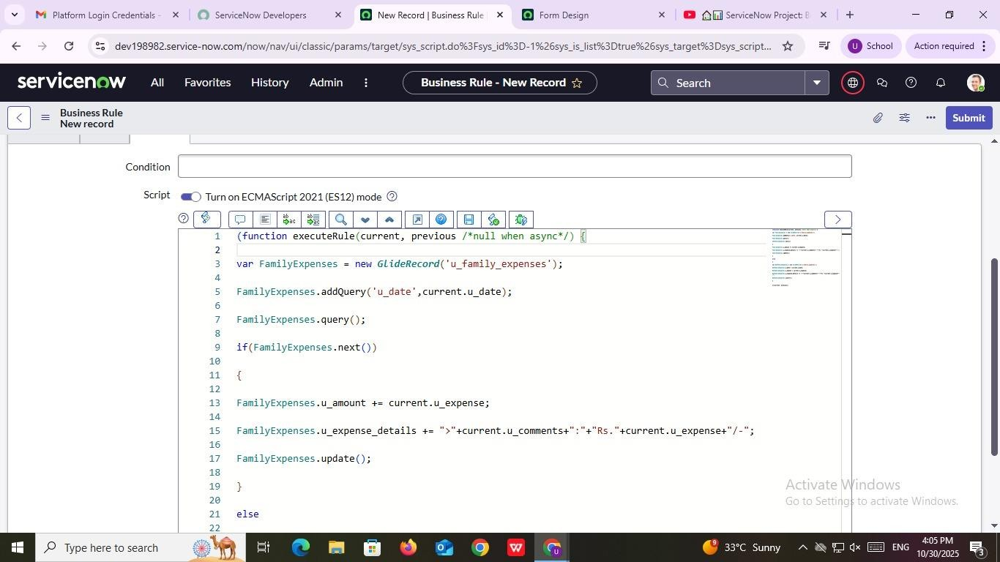 Platform Login Credentials -
ServiceNow Developers
New Record | Business Rule
Form Design
ServiceNow Project: B
dev198982.service-now.com/now/nav/ui/classic/params/target/sys_script.do%3Fsys_id%3D-1%26sys_is_list%3Dtrue%26sys_target%3Dsys_script...
U School
Action required
servicenow All Favorites History Admin Business Rule - New Record Search
Business Rule
New record
Submit
Condition
Script Turn on ECMAScript 2021 (ES12) mode
1 (function executeRule(current, previous /*null when async*/) {
2
3 var FamilyExpenses = new GlideRecord('u_family_expenses');
4
5 FamilyExpenses.addQuery('u_date',current.u_date);
6
7 FamilyExpenses.query();
8
9 if(FamilyExpenses.next())
10
11 {
12
13 FamilyExpenses.u_amount += current.u_expense;
14
15 FamilyExpenses.u_expense_details += ">"+current.u_comments+":"+"Rs."+current.u_expense+"/-";
16
17 FamilyExpenses.update();
18
19 }
20
21 else
22
Activate Windows
Go to Settings to activate Windows.
Type here to search
33°C Sunny
ENG
4:05 PM
10/30/2025
3